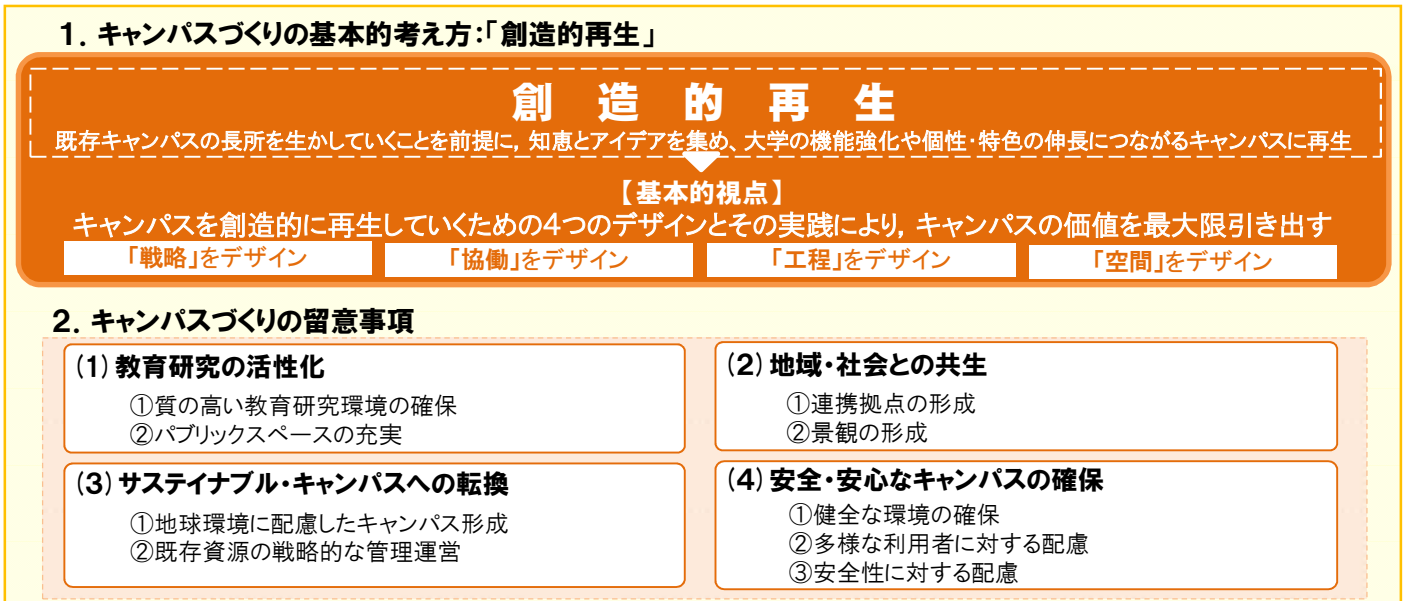 1．キャンパスづくりの基本的考え方：「創造的再生」
創造的再生
既存キャンパスの長所を生かしていくことを前提に，知恵とアイデアを集め、大学の機能強化や個性・特色の伸長につながるキャンパスに再生
【基本的視点】
キャンパスを創造的に再生していくための4つのデザインとその実践により，キャンパスの価値を最大限引き出す
「戦略」をデザイン
「協働」をデザイン
「工程」をデザイン
「空間」をデザイン
2．キャンパスづくりの留意事項
(1)教育研究の活性化
①質の高い教育研究環境の確保
②パブリックスペースの充実
(2)地域・社会との共生
①連携拠点の形成
②景観の形成
(3)サステイナブル・キャンパスへの転換
①地球環境に配慮したキャンパス形成
②既存資源の戦略的な管理運営
(4)安全・安心なキャンパスの確保
①健全な環境の確保
②多様な利用者に対する配慮
③安全性に対する配慮